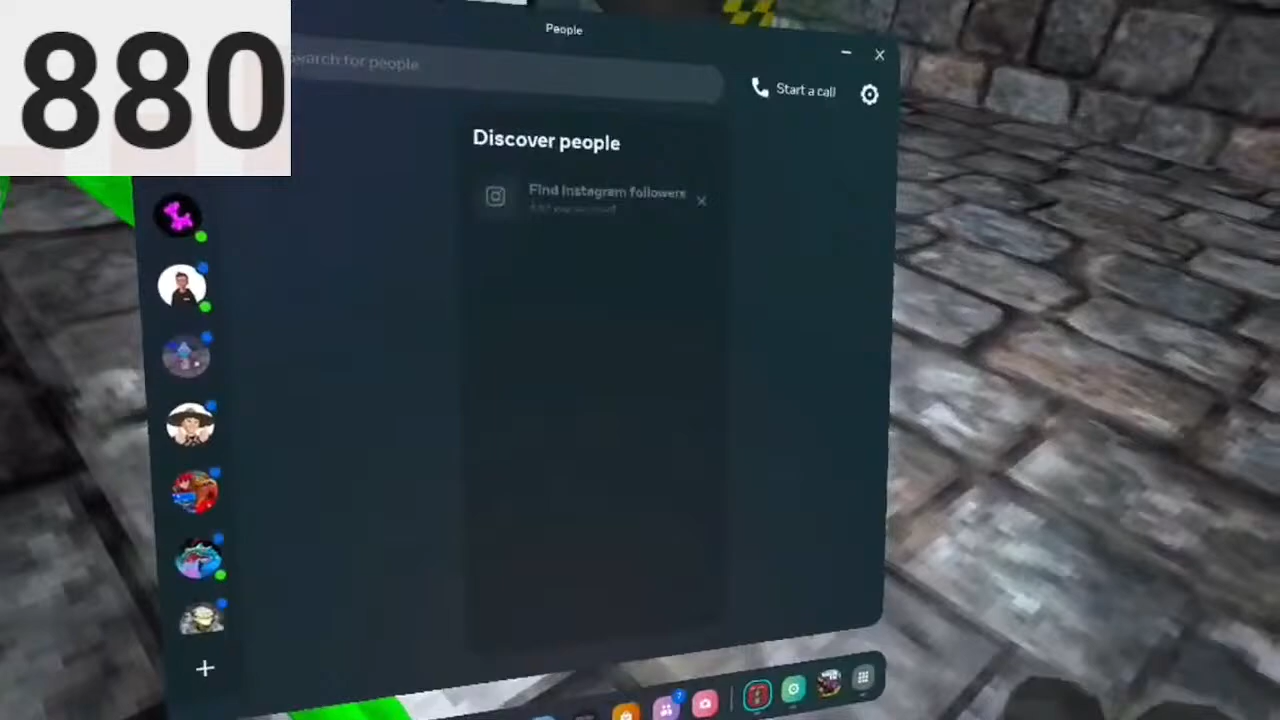 880
People
Search for people
Start a call
Discover people
Find Instagram followers